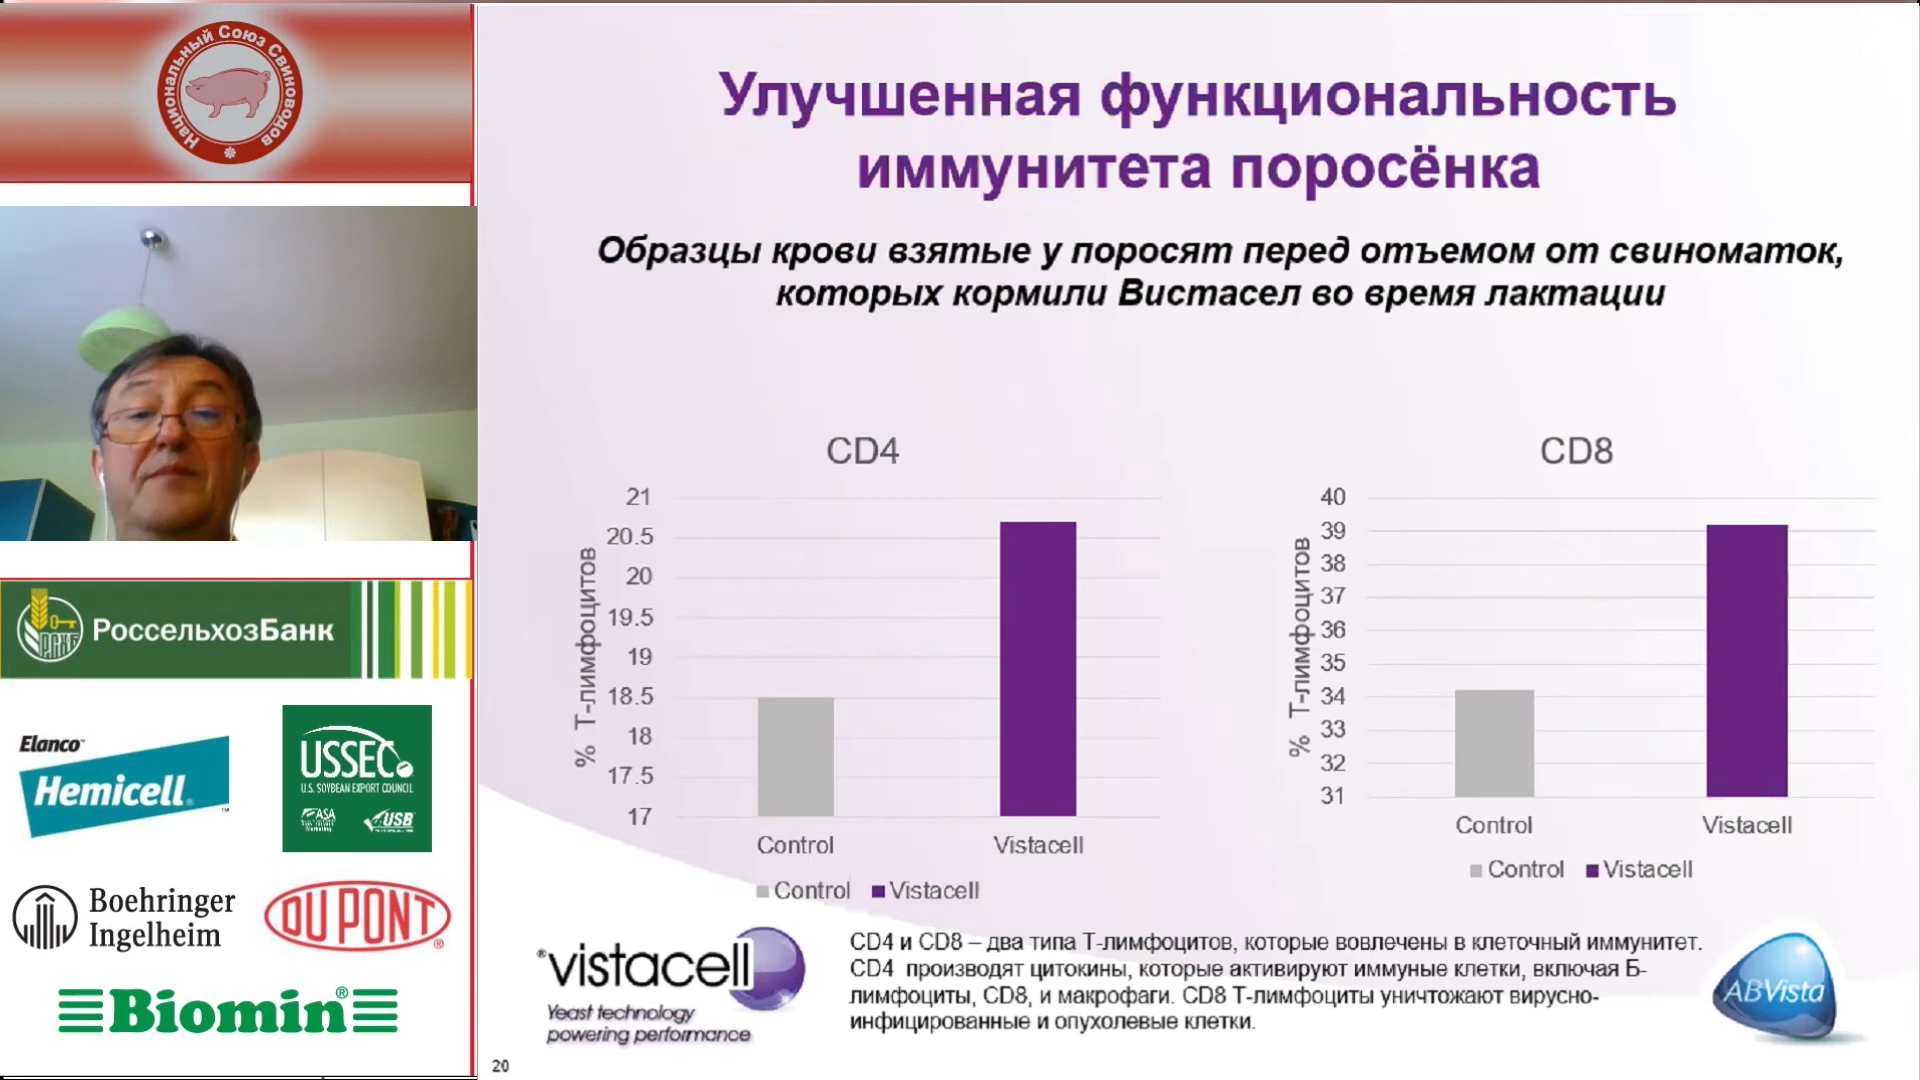 Национальный Союз Свиноводов
РоссельхозБанк
РСХБ
Elanco™
Hemicell®
USSEC
U.S. SOYBEAN EXPORT COUNCIL
ASA
USB
Boehringer
Ingelheim
DUPONT®
Biomin®
Улучшенная функциональность
иммунитета поросёнка
Образцы крови взятые у поросят перед отъемом от свиноматок,
которых кормили Вистасел во время лактации
CD4
% Т-лимфоцитов
21
20.5
20
19.5
19
18.5
18
17.5
17
Control Vistacell
Control Vistacell
CD8
% Т-лимфоцитов
40
39
38
37
36
35
34
33
32
31
Control Vistacell
Control Vistacell
®vistacell
Yeast technology
powering performance
CD4 и CD8 – два типа Т-лимфоцитов, которые вовлечены в клеточный иммунитет.
CD4 производят цитокины, которые активируют иммуные клетки, включая Б-
лимфоциты, CD8, и макрофаги. CD8 Т-лимфоциты уничтожают вирусно-
инфицированные и опухолевые клетки.
ABVista
20